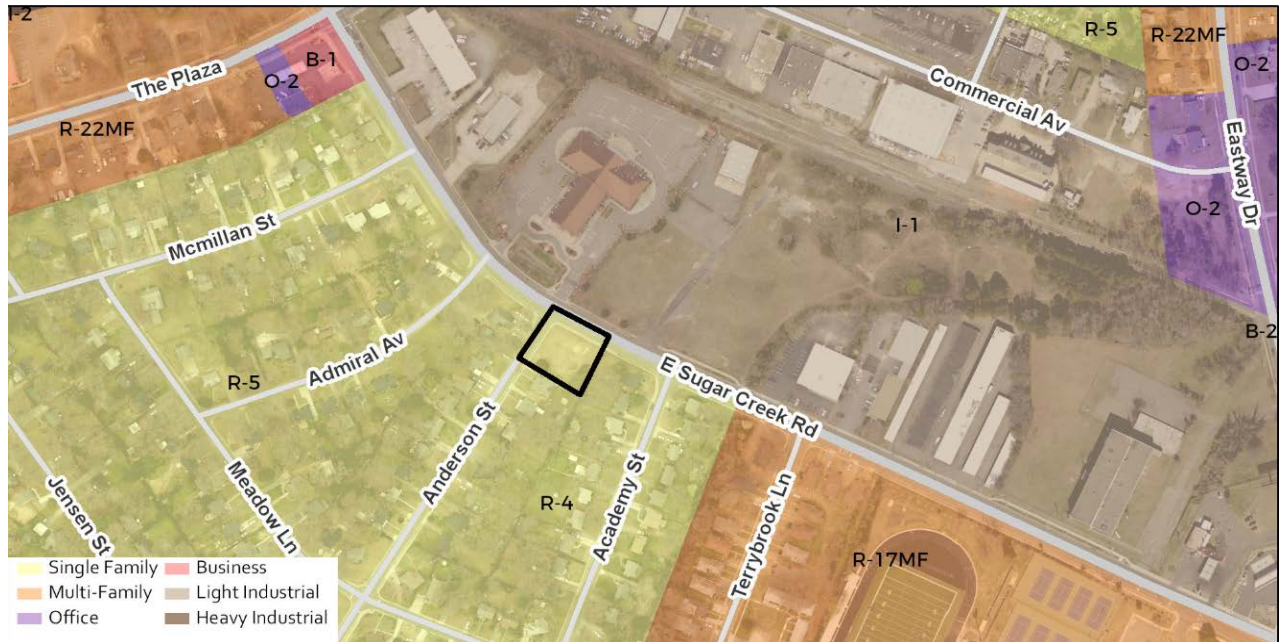 I-2
R-5
R-22MF
B-1
O-2
O-2
The Plaza
Commercial Av
R-22MF
Eastway Dr
O-2
Mcmillan St
I-1
B-2
Admiral Av
R-5
E Sugar Creek Rd
Anderson St
Meadow Ln
Jensen St
R-4
Academy St
Terrybrook Ln
R-17MF
Single Family
Business
Multi-Family
Light Industrial
Office
Heavy Industrial